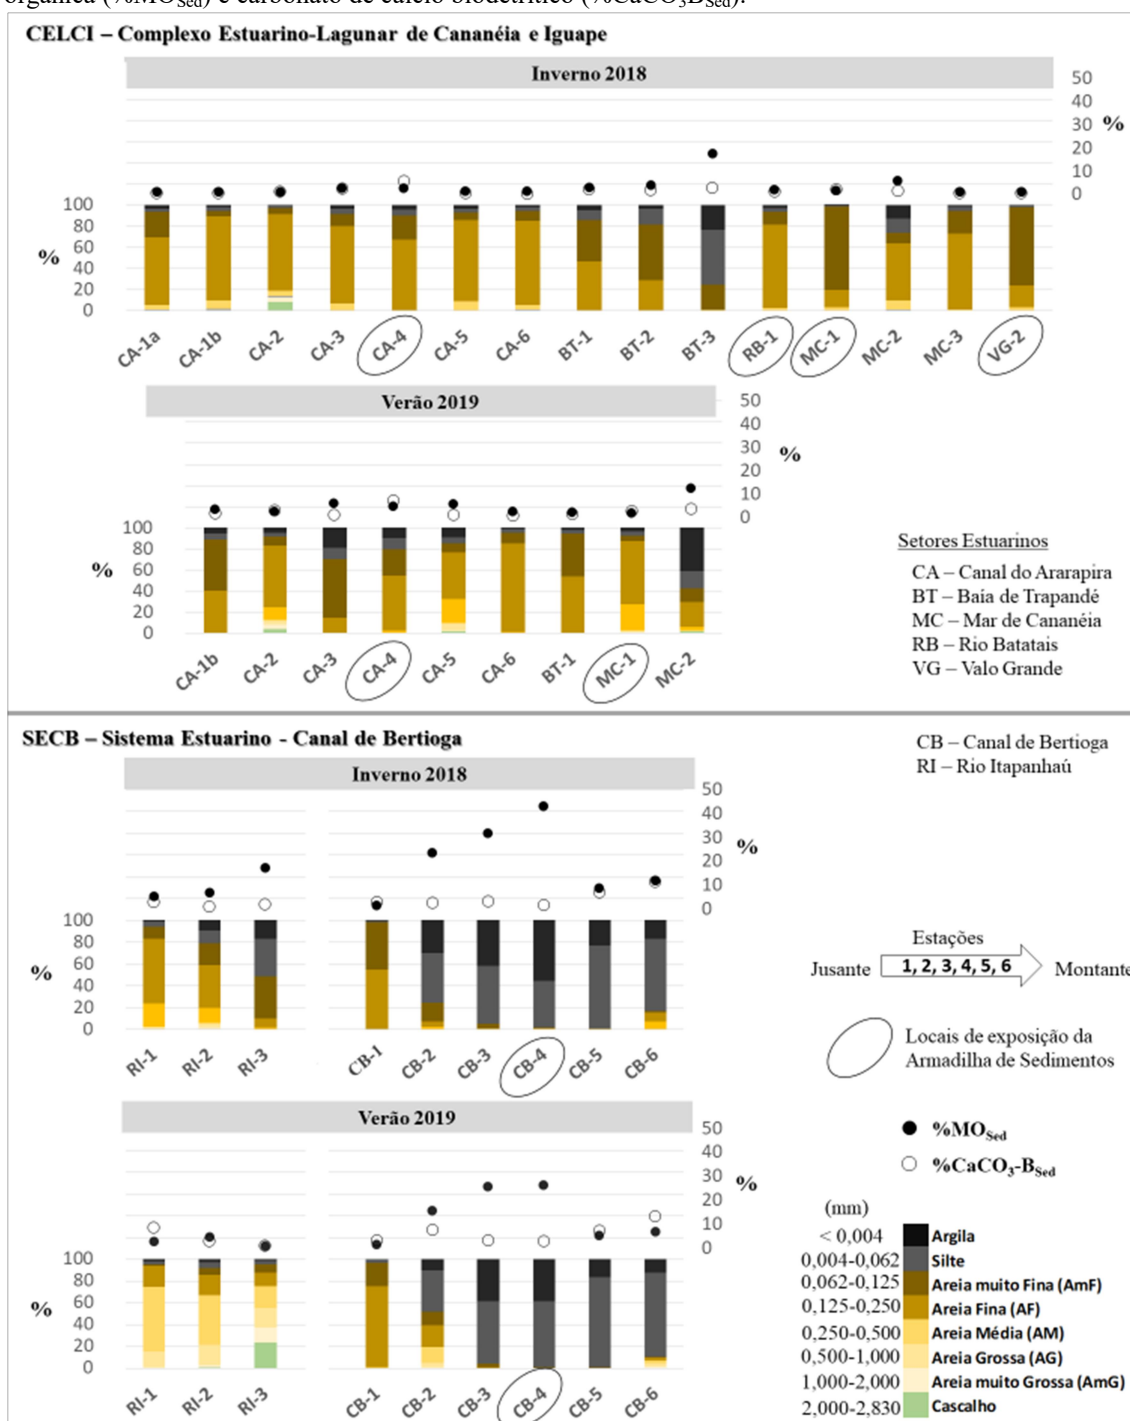 orgânica (%MOSed) e carbonato de cálcio biodetrítico (%CaCO3BSed).
CELCI – Complexo Estuarino-Lagunar de Cananéia e Iguape
Inverno 2018
50
40
30
20
10
0
%
100
80
60
40
20
0
%
CA-1a
CA-1b
CA-2
CA-3
CA-4
CA-5
CA-6
BT-1
BT-2
BT-3
RB-1
MC-1
MC-2
MC-3
VG-2
Verão 2019
50
40
30
20
10
0
%
100
80
60
40
20
0
%
CA-1b
CA-2
CA-3
CA-4
CA-5
CA-6
BT-1
MC-1
MC-2
Setores Estuarinos
CA – Canal do Ararapira
BT – Baía de Trapandé
MC – Mar de Cananéia
RB – Rio Batatais
VG – Valo Grande
SECB – Sistema Estuarino - Canal de Bertioga
CB – Canal de Bertioga
RI – Rio Itapanhaú
Inverno 2018
50
40
30
20
10
0
%
100
80
60
40
20
0
%
RI-1
RI-2
RI-3
CB-1
CB-2
CB-3
CB-4
CB-5
CB-6
Estações
Jusante 1, 2, 3, 4, 5, 6 Montante
Locais de exposição da
Armadilha de Sedimentos
Verão 2019
50
40
30
20
10
0
%
100
80
60
40
20
0
%
RI-1
RI-2
RI-3
CB-1
CB-2
CB-3
CB-4
CB-5
CB-6
%MOSed
%CaCO3-BSed
(mm)
< 0,004 Argila
0,004-0,062 Silte
0,062-0,125 Areia muito Fina (AmF)
0,125-0,250 Areia Fina (AF)
0,250-0,500 Areia Média (AM)
0,500-1,000 Areia Grossa (AG)
1,000-2,000 Areia muito Grossa (AmG)
2,000-2,830 Cascalho